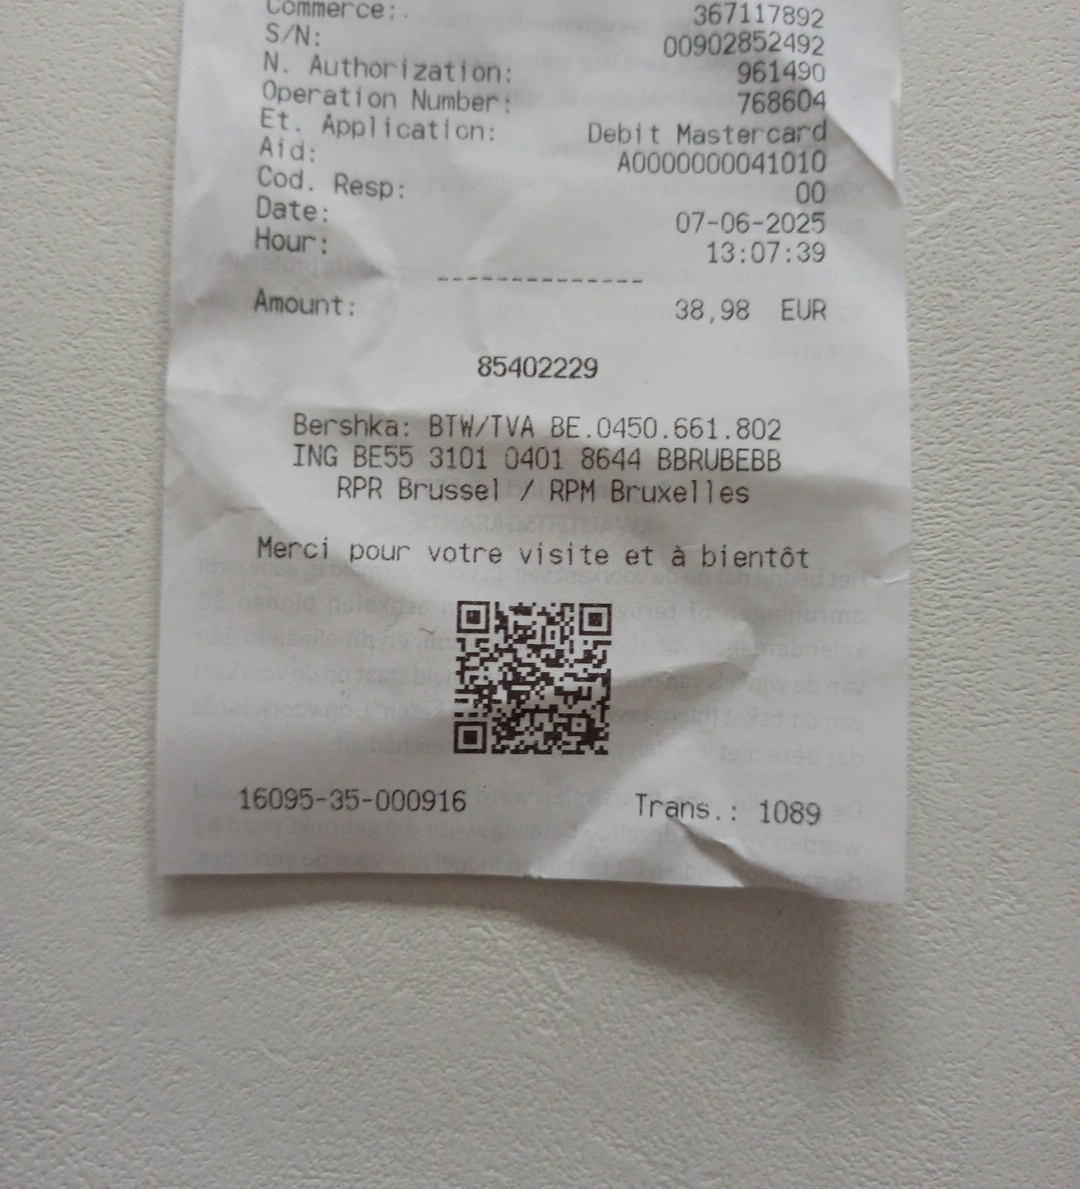 Commerce: 367117892
S/N: 00902852492
N. Authorization: 961490
Operation Number: 768604
Et. Application: Debit Mastercard
Aid: A0000000041010
Cod. Resp: 00
Date: 07-06-2025
Hour: 13:07:39
--------------
Amount: 38,98 EUR
85402229
Bershka: BTW/TVA BE.0450.661.802
ING BE55 3101 0401 8644 BBRUBEBB
RPR Brussel / RPM Bruxelles
Merci pour votre visite et à bientôt
16095-35-000916 Trans.: 1089